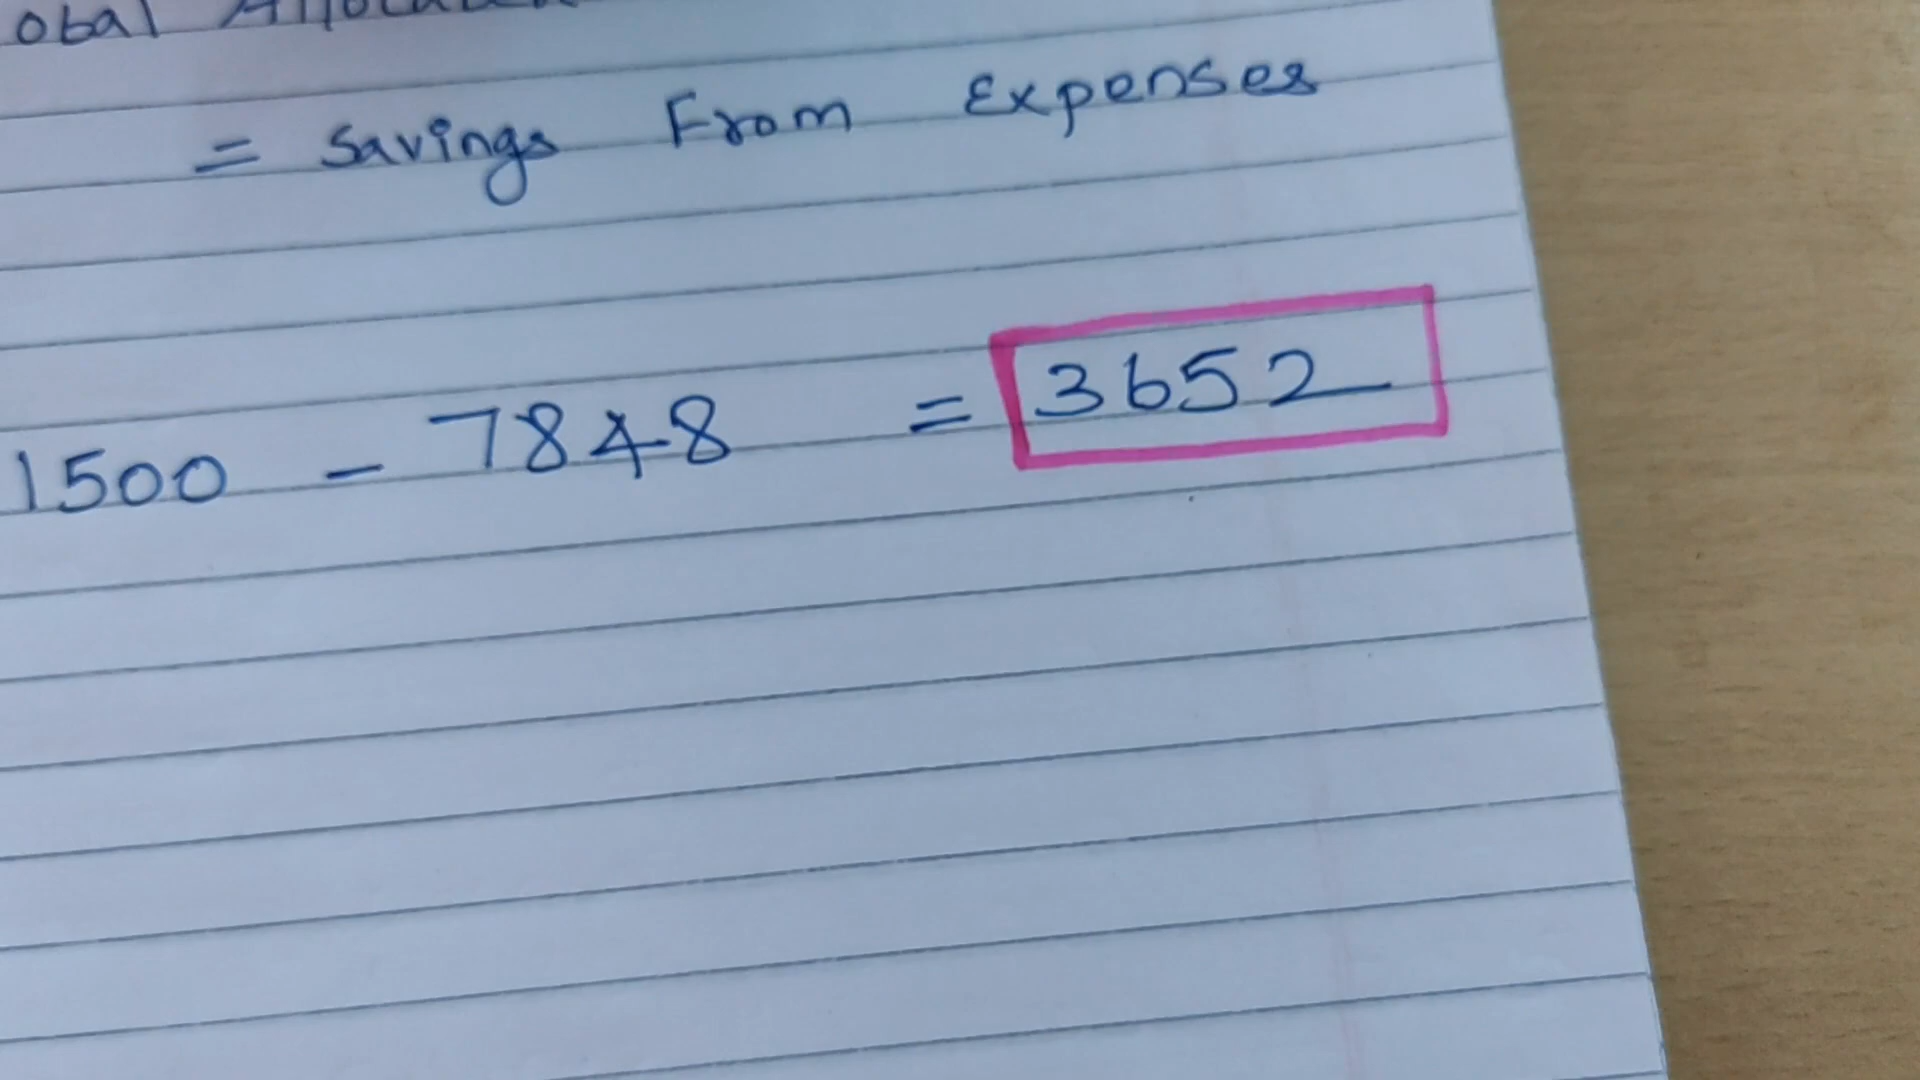 obal
= Savings From Expenses
1500 - 7848 = 3652